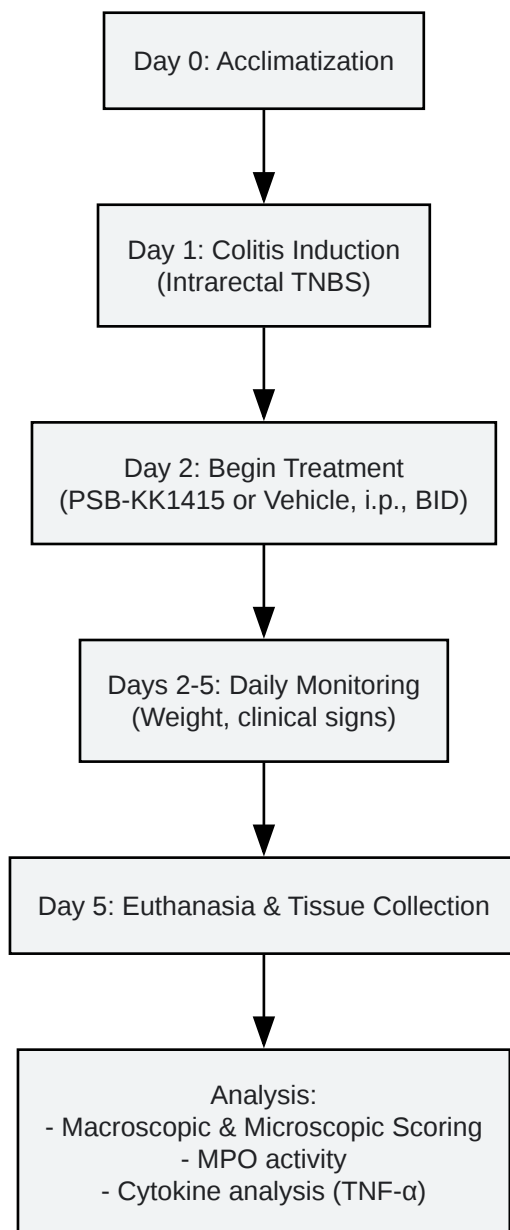 Day 0: Acclimatization
Day 1: Colitis Induction
(Intrarectal TNBS)
Day 2: Begin Treatment
(PSB-KK1415 or Vehicle, i.p., BID)
Days 2-5: Daily Monitoring
(Weight, clinical signs)
Day 5: Euthanasia & Tissue Collection
Analysis:
- Macroscopic & Microscopic Scoring
- MPO activity
- Cytokine analysis (TNF-α)